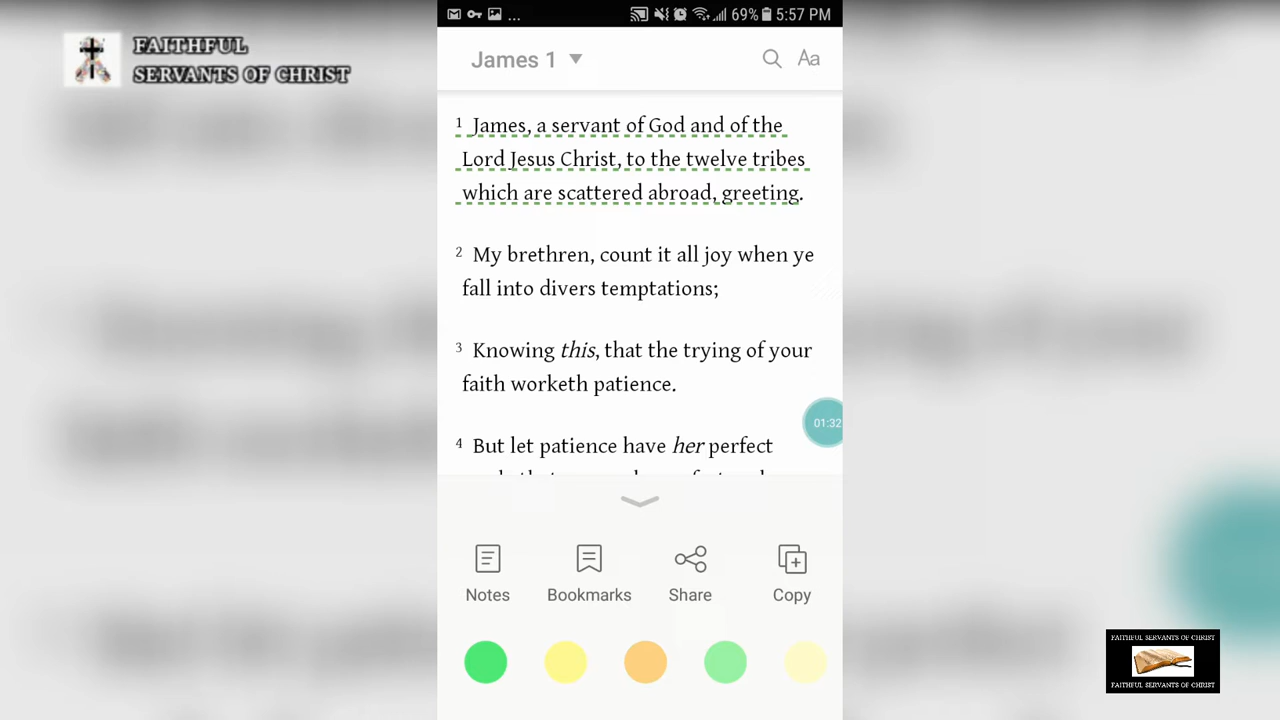 FAITHFUL
SERVANTS OF CHRIST
... 69% 5:57 PM
James 1
Aa
1 James, a servant of God and of the
Lord Jesus Christ, to the twelve tribes
which are scattered abroad, greeting.
2 My brethren, count it all joy when ye
fall into divers temptations;
3 Knowing this, that the trying of your
faith worketh patience.
4 But let patience have her perfect
01:32
Notes Bookmarks Share Copy
FAITHFUL SERVANTS OF CHRIST
FAITHFUL SERVANTS OF CHRIST